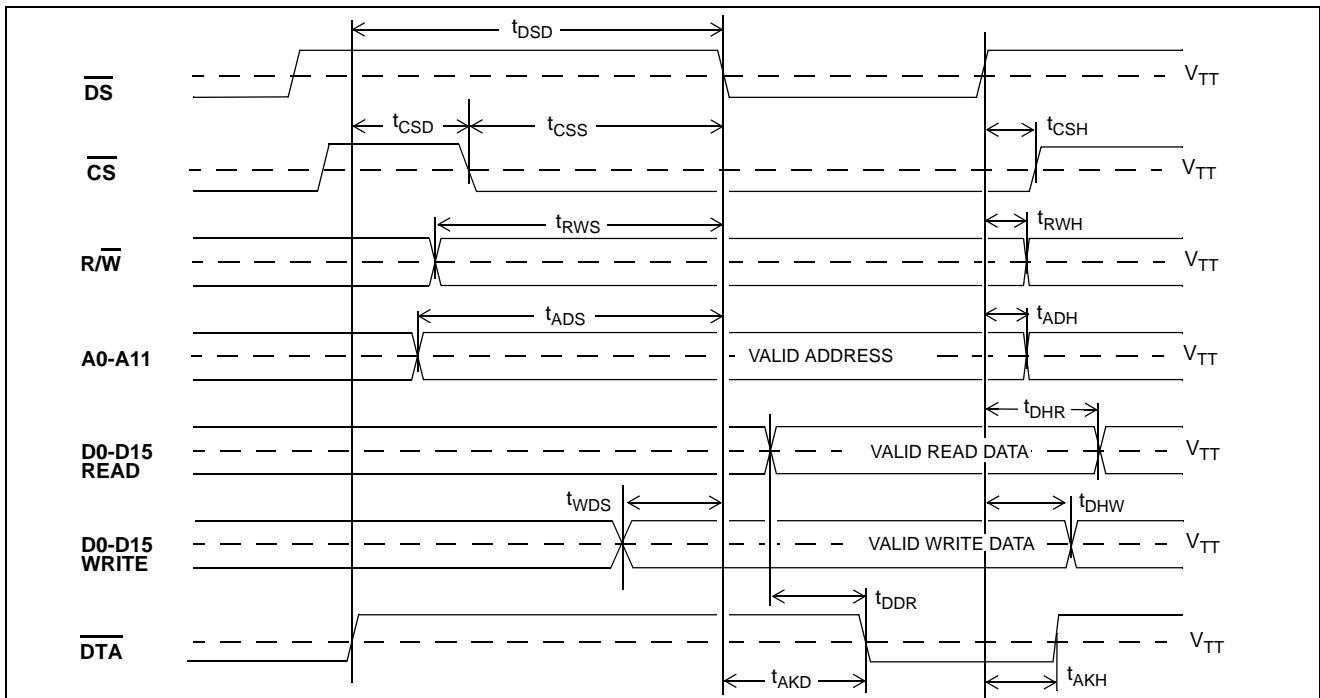 tDSD
DS
VTT
tCSD
tCSS
tCSH
CS
VTT
tRWS
tRWH
R/W
VTT
tADS
tADH
A0-A11
VALID ADDRESS
VTT
tDHR
D0-D15
READ
VALID READ DATA
VTT
tWDS
tDHW
D0-D15
WRITE
VALID WRITE DATA
VTT
tDDR
DTA
VTT
tAKD
tAKH